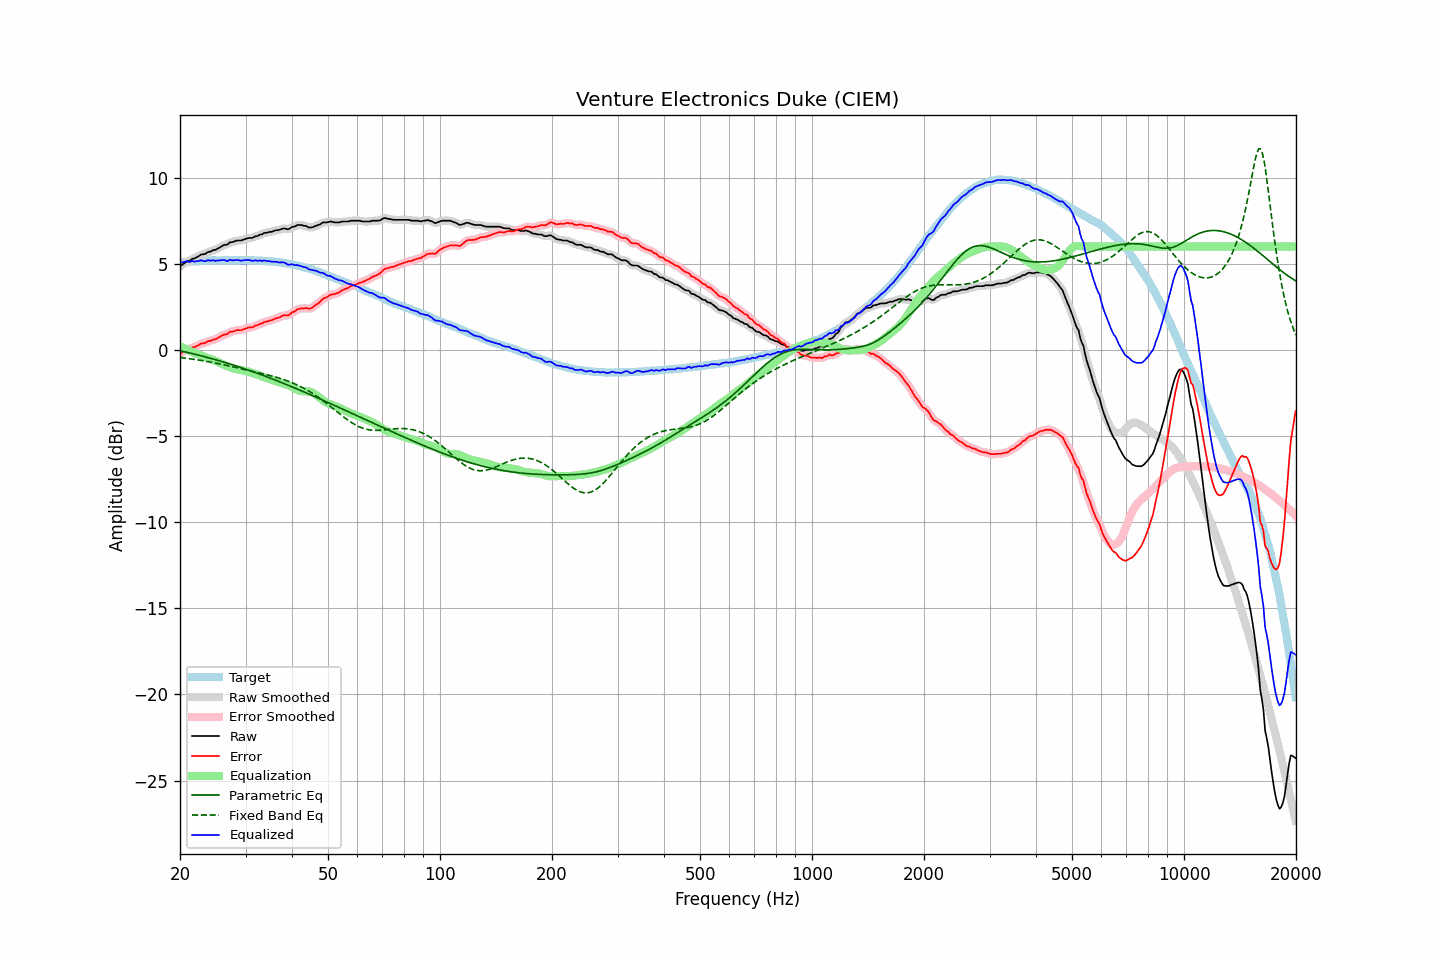 Venture Electronics Duke (CIEM)
Amplitude (dBr)
10
5
0
−5
−10
−15
−20
−25
Target
Raw Smoothed
Error Smoothed
Raw
Error
Equalization
Parametric Eq
Fixed Band Eq
Equalized
20 50 100 200 500 1000 2000 5000 10000 20000
Frequency (Hz)